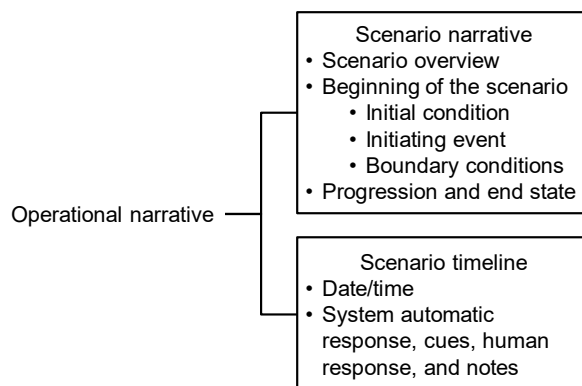 Scenario narrative
• Scenario overview
• Beginning of the scenario
• Initial condition
• Initiating event
• Boundary conditions
• Progression and end state
Operational narrative
Scenario timeline
• Date/time
• System automatic
response, cues, human
response, and notes